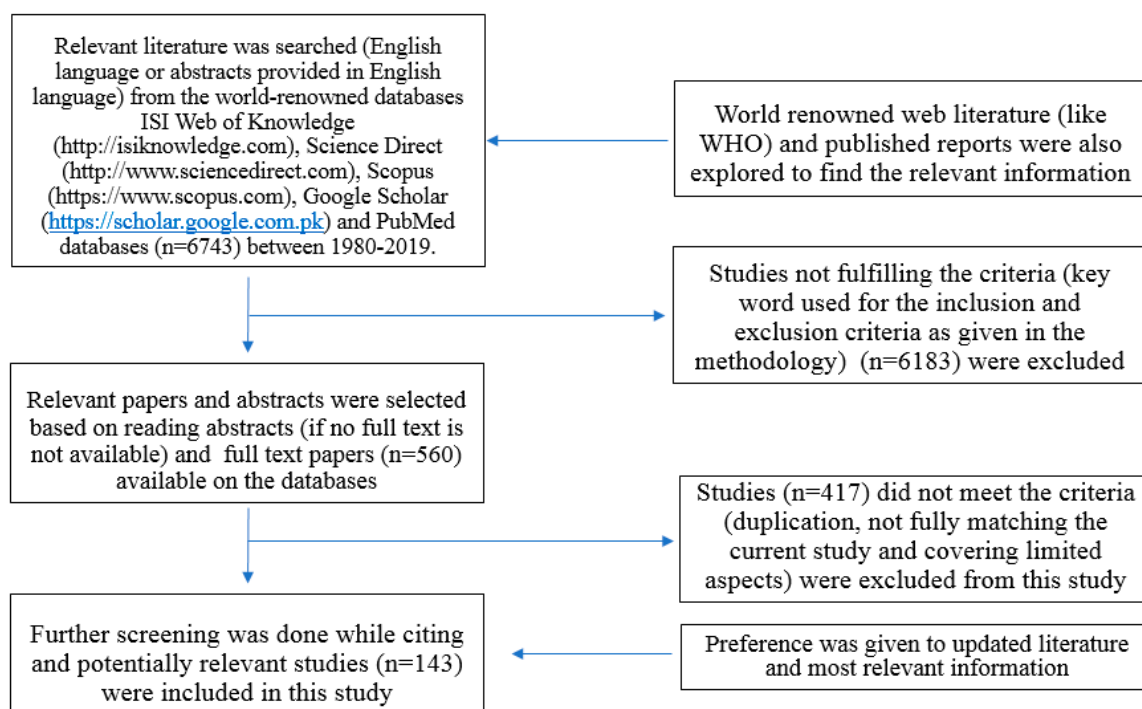 Relevant literature was searched (English
language or abstracts provided in English
language) from the world-renowned databases
ISI Web of Knowledge
(http://isiknowledge.com), Science Direct
(http://www.sciencedirect.com), Scopus
(https://www.scopus.com), Google Scholar
(https://scholar.google.com.pk) and PubMed
databases (n=6743) between 1980-2019.
World renowned web literature (like
WHO) and published reports were also
explored to find the relevant information
Studies not fulfilling the criteria (key
word used for the inclusion and
exclusion criteria as given in the
methodology) (n=6183) were excluded
Relevant papers and abstracts were selected
based on reading abstracts (if no full text is
not available) and full text papers (n=560)
available on the databases
Studies (n=417) did not meet the criteria
(duplication, not fully matching the
current study and covering limited
aspects) were excluded from this study
Further screening was done while citing
and potentially relevant studies (n=143)
were included in this study
Preference was given to updated literature
and most relevant information